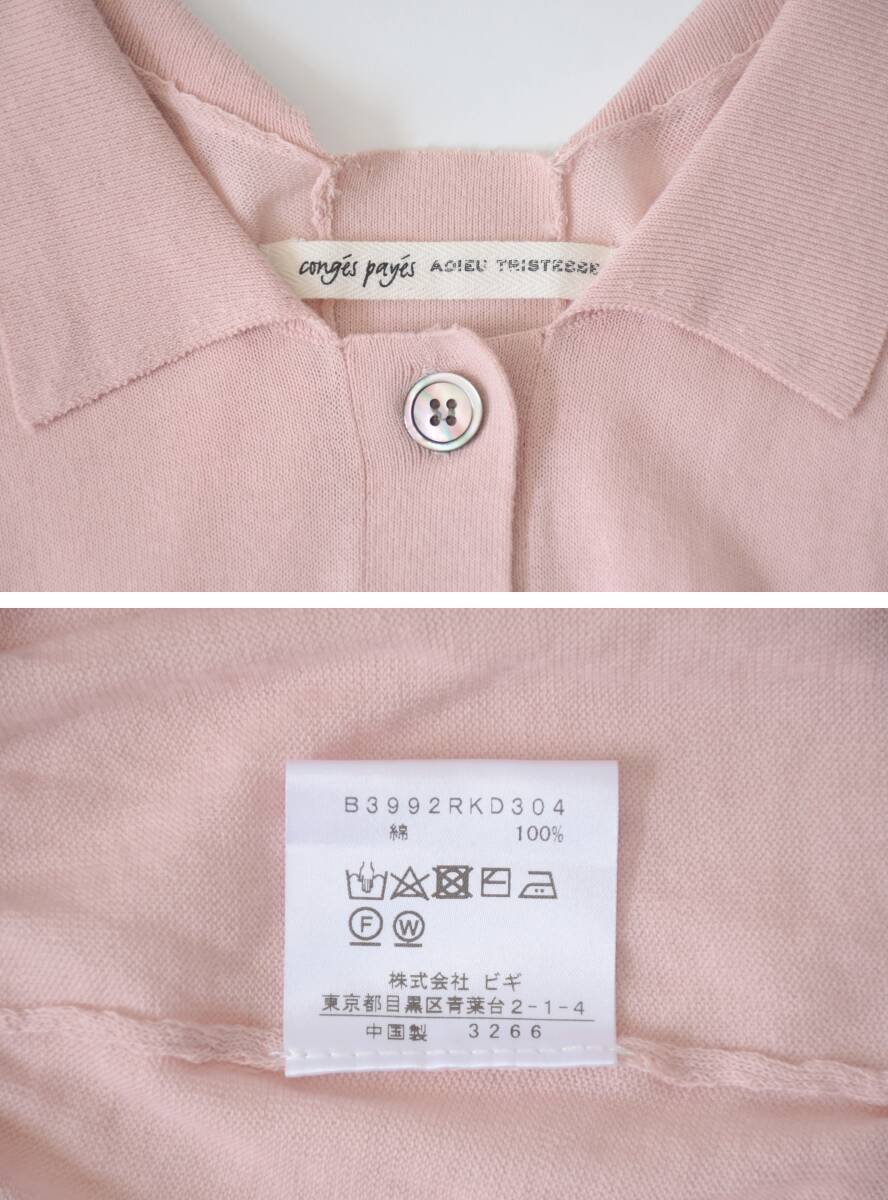 congés payés ADIEU TRISTESSE
B3992RKD304
綿 100%
F W
株式会社 ビギ
東京都目黒区青葉台2-1-4
中国製 3266